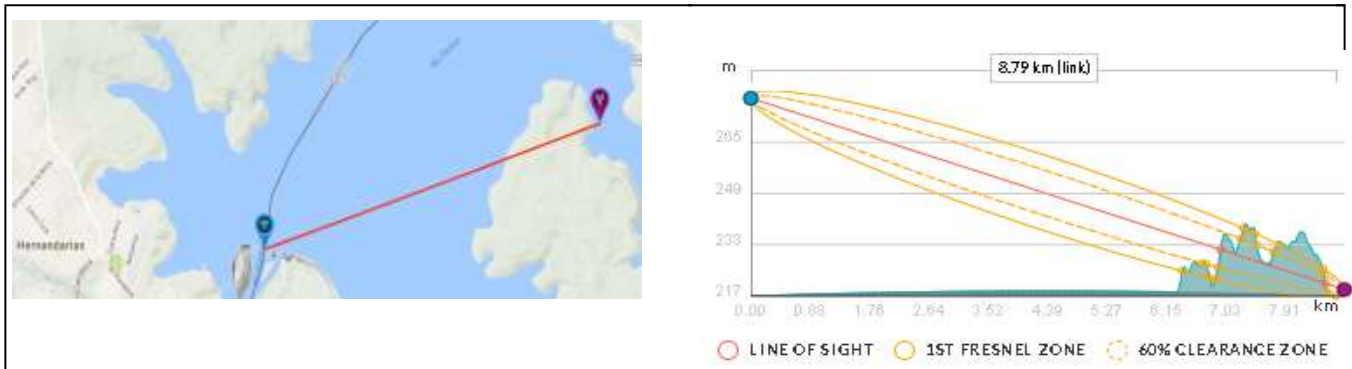 Hernandarias
8.79 km (link)
m
265
249
233
217
0.00 0.88 1.76 2.64 3.52 4.39 5.27 6.15 7.03 7.91 km
LINE OF SIGHT 1ST FRESNEL ZONE 60% CLEARANCE ZONE